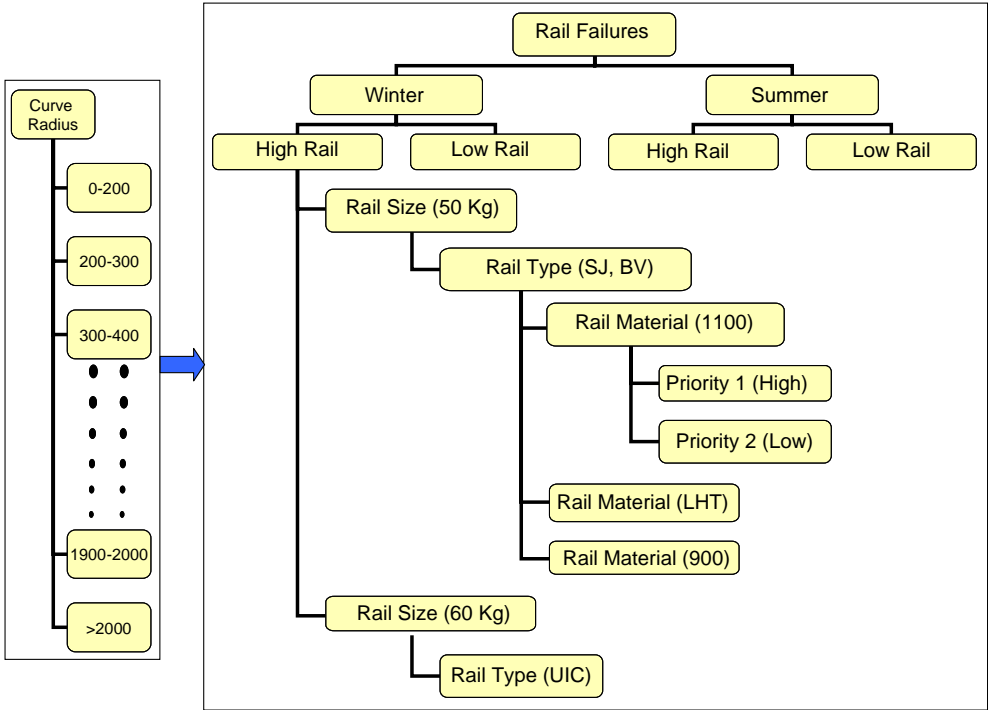 Curve
Radius
0-200
200-300
300-400
1900-2000
>2000
Rail Failures
Winter
Summer
High Rail
Low Rail
High Rail
Low Rail
Rail Size (50 Kg)
Rail Type (SJ, BV)
Rail Material (1100)
Priority 1 (High)
Priority 2 (Low)
Rail Material (LHT)
Rail Material (900)
Rail Size (60 Kg)
Rail Type (UIC)